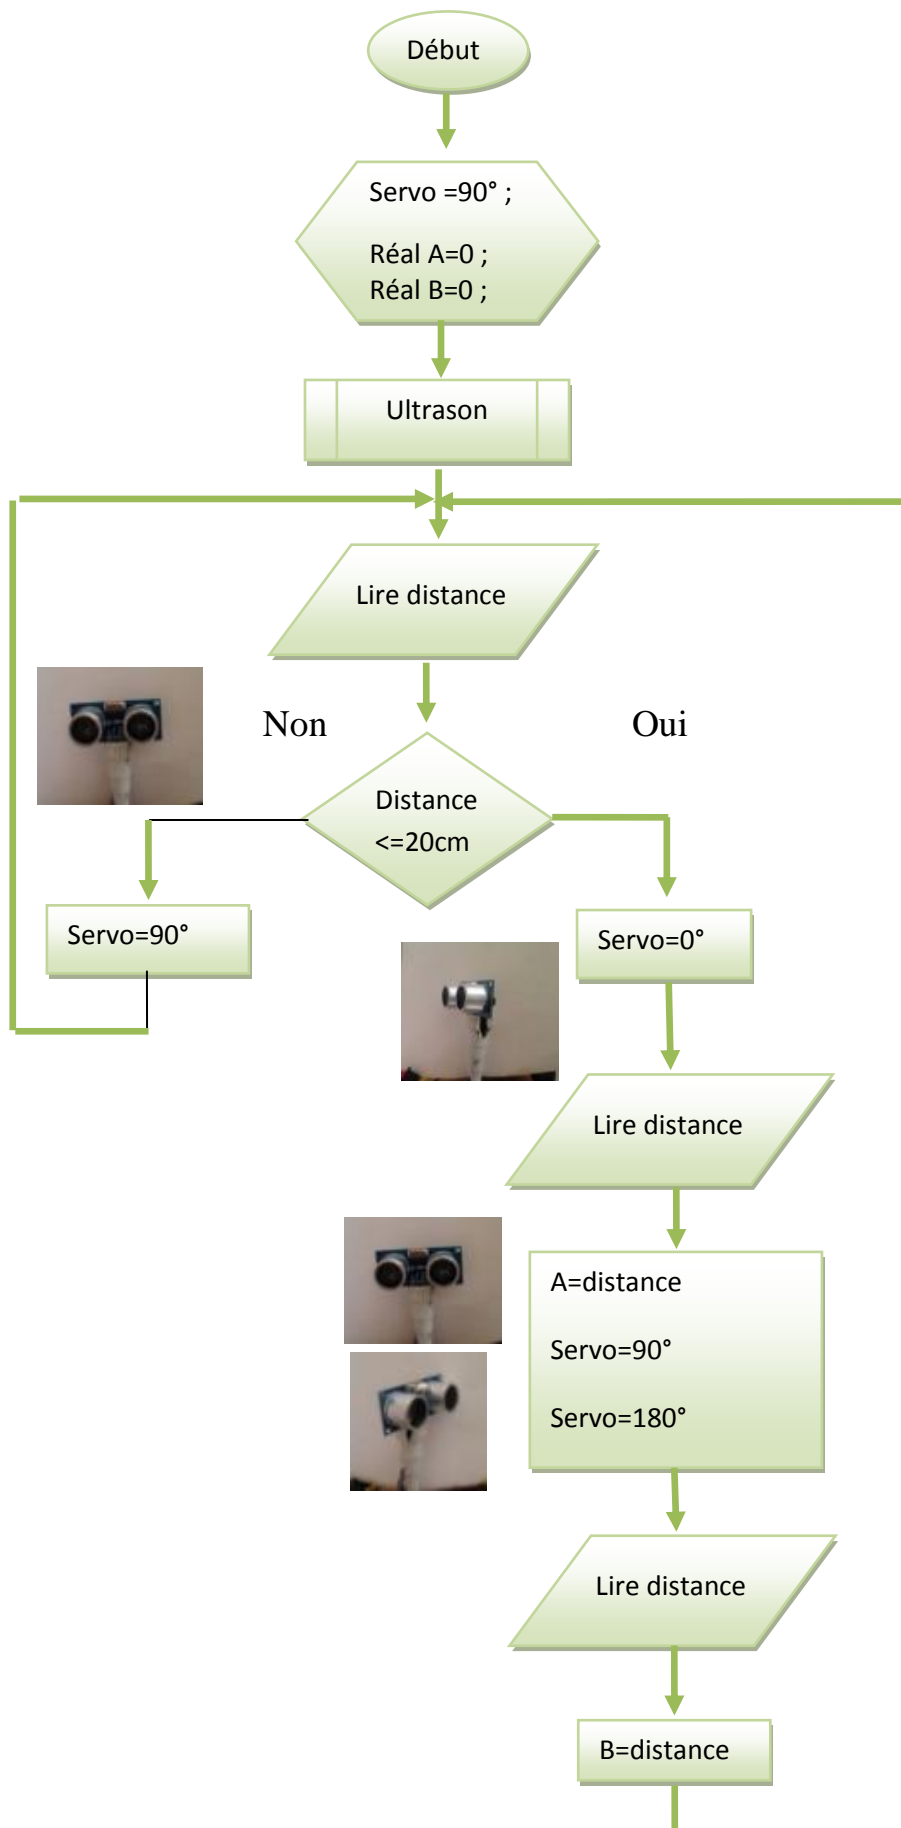 Début
Servo =90° ;
Réal A=0 ;
Réal B=0 ;
Ultrason
Lire distance
Non
Oui
Distance
<=20cm
Servo=90°
Servo=0°
Lire distance
A=distance
Servo=90°
Servo=180°
Lire distance
B=distance